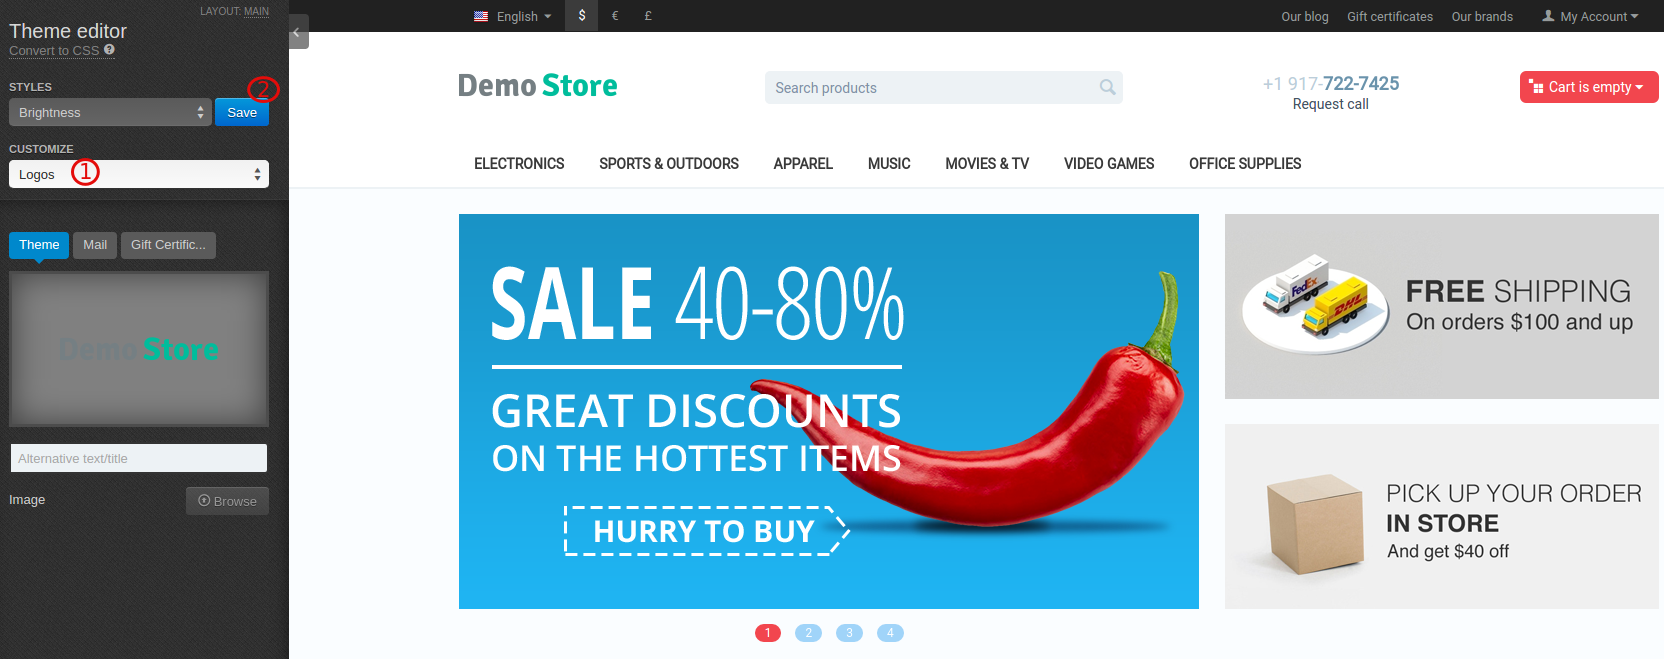 LAYOUT: MAIN
Theme editor
Convert to CSS ?
STYLES
2
Brightness
Save
CUSTOMIZE
Logos
1
Theme
Mail
Gift Certific...
Demo Store
Alternative text/title
Image
Browse
English
$
€
£
Our blog
Gift certificates
Our brands
My Account
Demo Store
Search products
+1 917-722-7425
Request call
Cart is empty
ELECTRONICS
SPORTS & OUTDOORS
APPAREL
MUSIC
MOVIES & TV
VIDEO GAMES
OFFICE SUPPLIES
SALE 40-80%
GREAT DISCOUNTS
ON THE HOTTEST ITEMS
HURRY TO BUY
FedEx
DHL
FREE SHIPPING
On orders $100 and up
PICK UP YOUR ORDER
IN STORE
And get $40 off
1
2
3
4